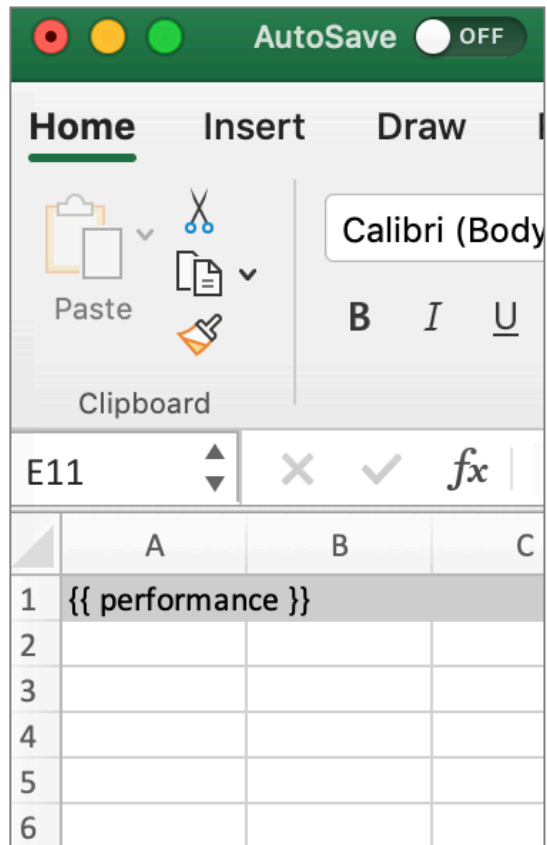 AutoSave OFF
Home Insert Draw
Paste
Calibri (Body
B I U
Clipboard
E11 fx
A B C
1 {{ performance }}
2
3
4
5
6